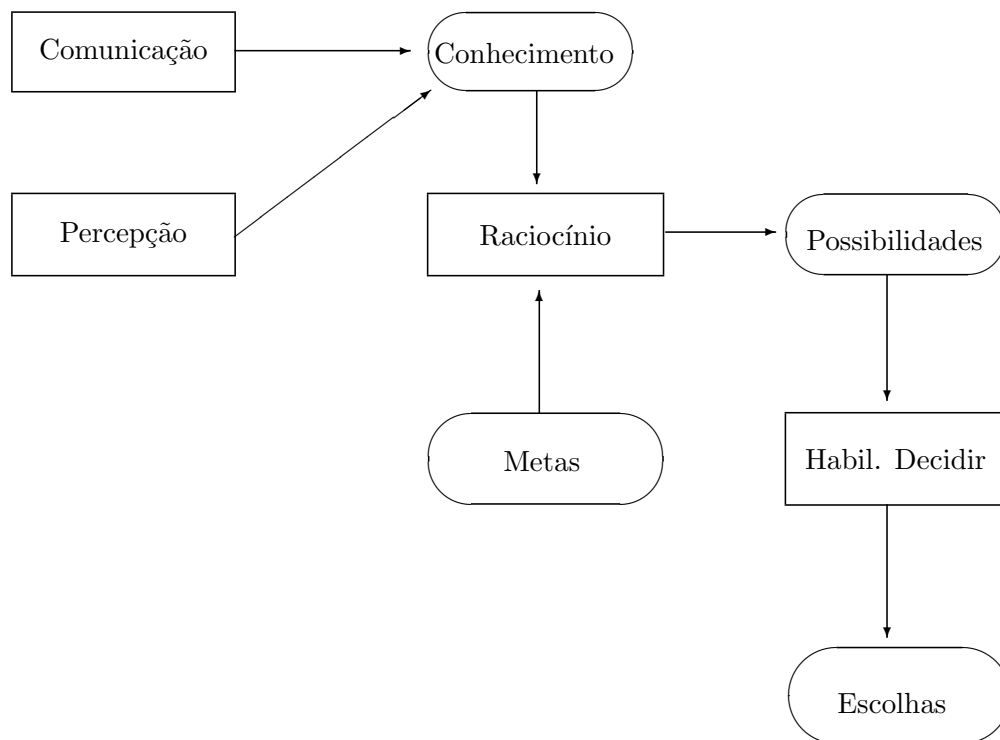 Comunicação
Conhecimento
Percepção
Raciocínio
Possibilidades
Metas
Habil. Decidir
Escolhas